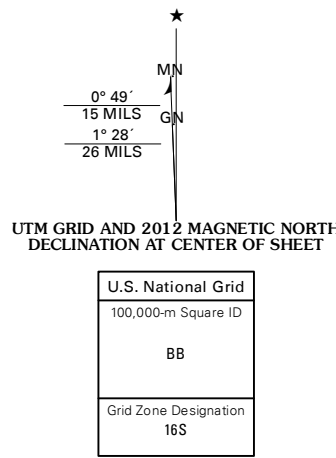 ★
MN
0° 49´
15 MILS
GN
1° 28´
26 MILS
UTM GRID AND 2012 MAGNETIC NORTH
DECLINATION AT CENTER OF SHEET
U.S. National Grid
100,000-m Square ID
BB
Grid Zone Designation
16S